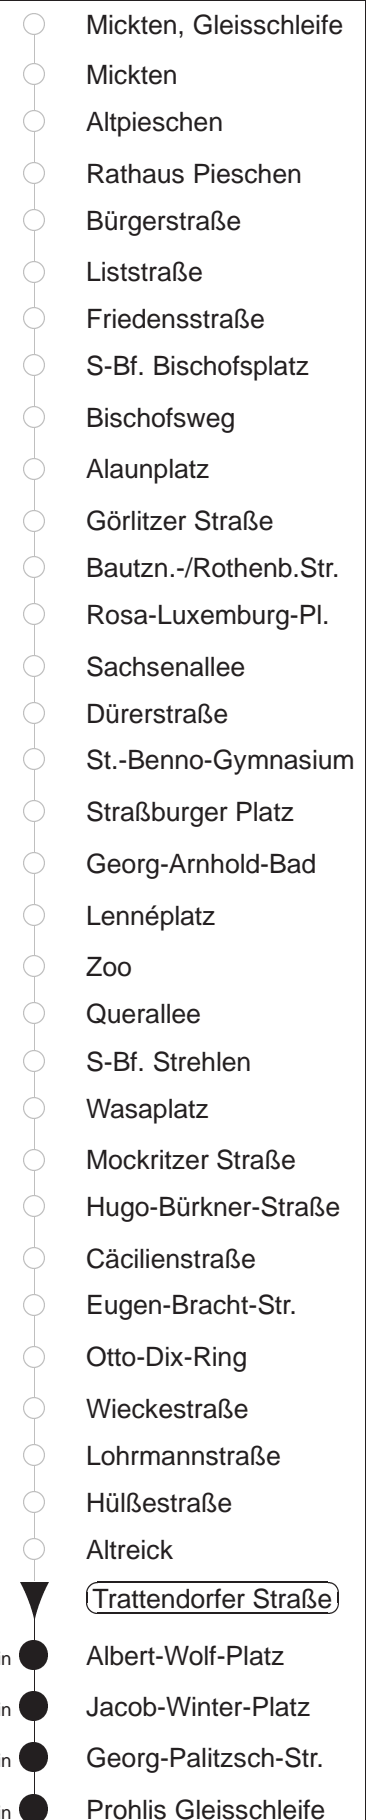 Mickten, Gleisschleife
Mickten
Altpieschen
Rathaus Pieschen
Bürgerstraße
Liststraße
Friedensstraße
S-Bf. Bischofsplatz
Bischofsweg
Alaunplatz
Görlitzer Straße
Bautzn.-/Rothenb.Str.
Rosa-Luxemburg-Pl.
Sachsenallee
Dürerstraße
St.-Benno-Gymnasium
Straßburger Platz
Georg-Arnhold-Bad
Lennéplatz
Zoo
Querallee
S-Bf. Strehlen
Wasaplatz
Mockritzer Straße
Hugo-Bürkner-Straße
Cäcilienstraße
Eugen-Bracht-Str.
Otto-Dix-Ring
Wieckestraße
Lohrmannstraße
Hülßestraße
Altreick
Trattendorfer Straße
Albert-Wolf-Platz
Jacob-Winter-Platz
Georg-Palitzsch-Str.
Prohlis Gleisschleife